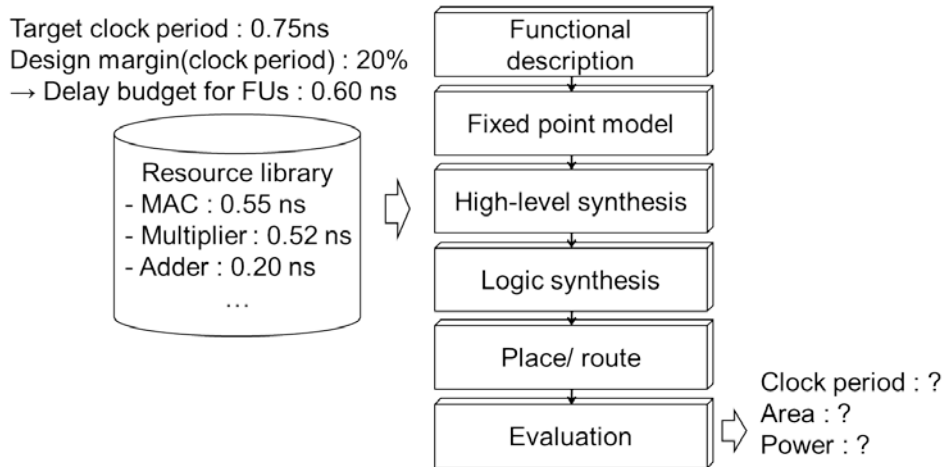 Target clock period : 0.75ns
Design margin(clock period) : 20%
→ Delay budget for FUs : 0.60 ns
Resource library
- MAC : 0.55 ns
- Multiplier : 0.52 ns
- Adder : 0.20 ns
...
Functional
description
Fixed point model
High-level synthesis
Logic synthesis
Place/ route
Evaluation
Clock period : ?
Area : ?
Power : ?